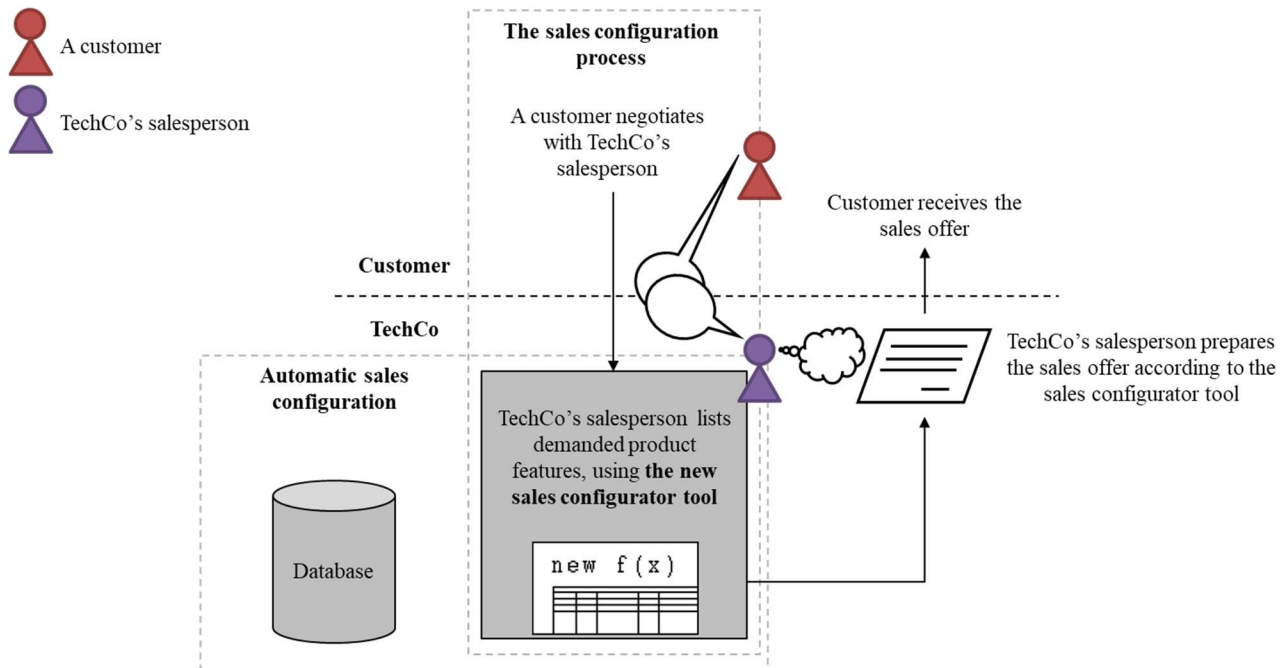 A customer
TechCo’s salesperson
The sales configuration
process
A customer negotiates
with TechCo’s
salesperson
Customer receives the
sales offer
Customer
TechCo
TechCo’s salesperson prepares
the sales offer according to the
sales configurator tool
Automatic sales
configuration
TechCo’s salesperson lists
demanded product
features, using the new
sales configurator tool
Database
new f(x)